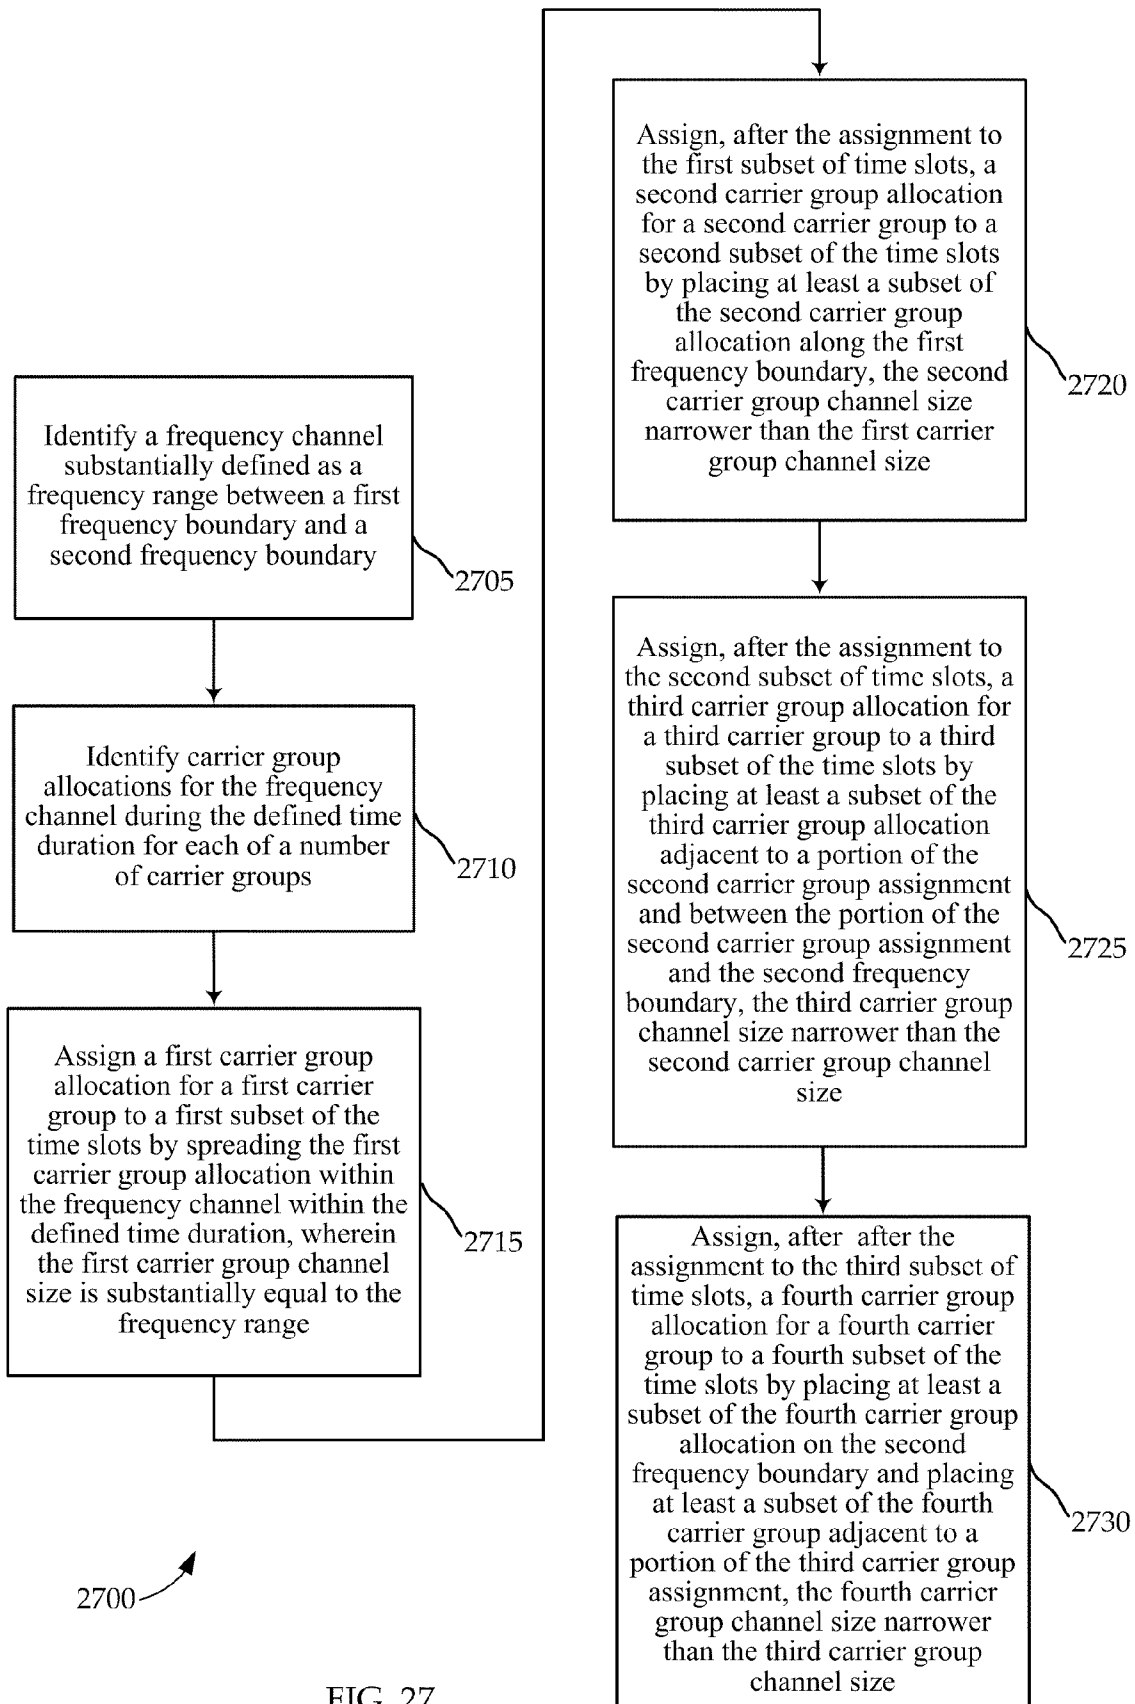 Identify a frequency channel
substantially defined as a
frequency range between a first
frequency boundary and a
second frequency boundary
2705
Identify carrier group
allocations for the frequency
channel during the defined time
duration for each of a number
of carrier groups
2710
Assign a first carrier group
allocation for a first carrier
group to a first subset of the
time slots by spreading the first
carrier group allocation within
the frequency channel within the
defined time duration, wherein
the first carrier group channel
size is substantially equal to the
frequency range
2715
Assign, after the assignment to
the first subset of time slots, a
second carrier group allocation
for a second carrier group to a
second subset of the time slots
by placing at least a subset of
the second carrier group
allocation along the first
frequency boundary, the second
carrier group channel size
narrower than the first carrier
group channel size
2720
Assign, after the assignment to
the second subset of time slots, a
third carrier group allocation for
a third carrier group to a third
subset of the time slots by
placing at least a subset of the
third carrier group allocation
adjacent to a portion of the
second carrier group assignment
and between the portion of the
second carrier group assignment
and the second frequency
boundary, the third carrier group
channel size narrower than the
second carrier group channel
size
2725
Assign, after after the
assignment to the third subset of
time slots, a fourth carrier group
allocation for a fourth carrier
group to a fourth subset of the
time slots by placing at least a
subset of the fourth carrier group
allocation on the second
frequency boundary and placing
at least a subset of the fourth
carrier group adjacent to a
portion of the third carrier group
assignment, the fourth carrier
group channel size narrower
than the third carrier group
channel size
2730
2700
FIG. 27